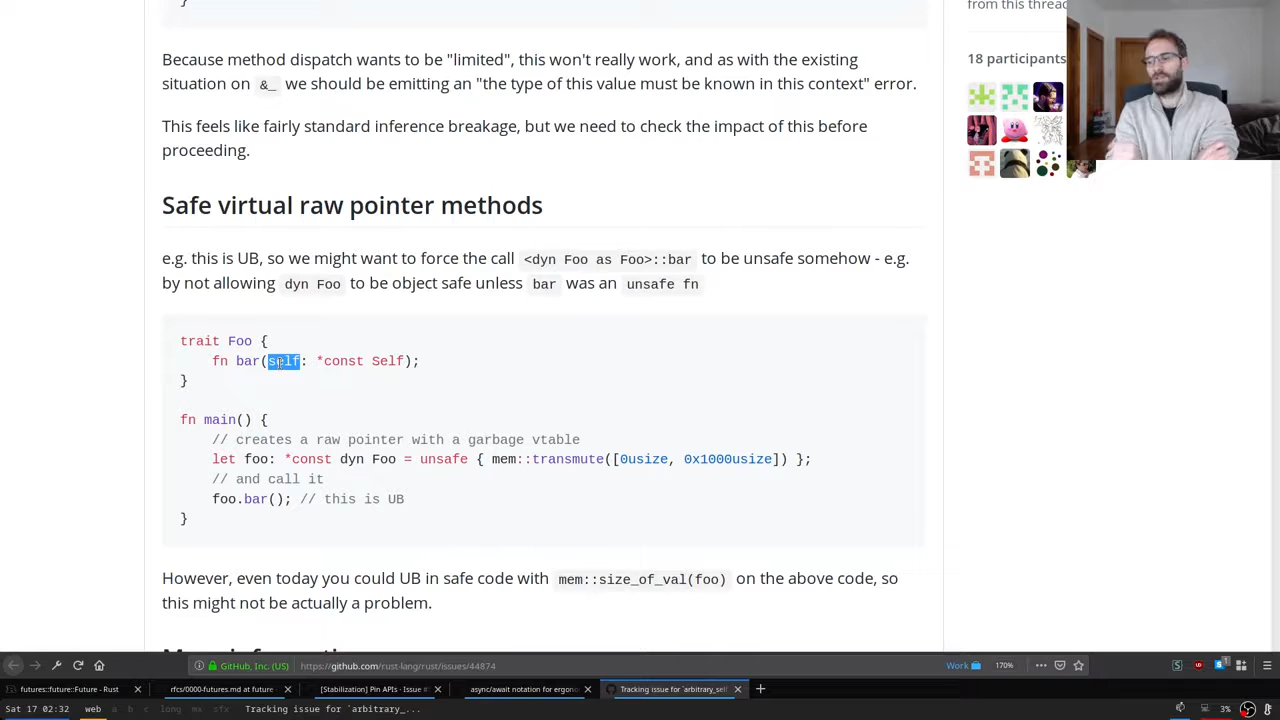 }
from this thread
Because method dispatch wants to be "limited", this won't really work, and as with the existing
situation on &_ we should be emitting an "the type of this value must be known in this context" error.
18 participants
This feels like fairly standard inference breakage, but we need to check the impact of this before
proceeding.
Safe virtual raw pointer methods
e.g. this is UB, so we might want to force the call <dyn Foo as Foo>::bar to be unsafe somehow - e.g.
by not allowing dyn Foo to be object safe unless bar was an unsafe fn
trait Foo {
fn bar(self: *const Self);
}
fn main() {
// creates a raw pointer with a garbage vtable
let foo: *const dyn Foo = unsafe { mem::transmute([0usize, 0x1000usize]) };
// and call it
foo.bar(); // this is UB
}
However, even today you could UB in safe code with mem::size_of_val(foo) on the above code, so
this might not be actually a problem.
GitHub, Inc. (US) https://github.com/rust-lang/rust/issues/44874 Work 170%
futures::future::Future - Rust rfcs/0000-futures.md at future [Stabilization] Pin APIs · Issue # async/await notation for ergono Tracking issue for `arbitrary_sel
Sat 17 02:32 web a b c long mx sfx Tracking issue for `arbitrary_... 3%